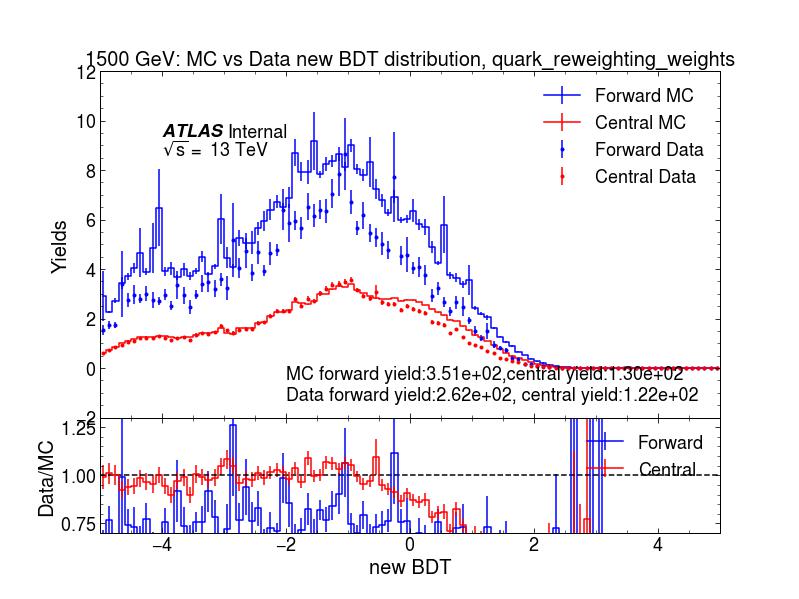 1500 GeV: MC vs Data new BDT distribution, quark_reweighting_weights
12
10
8
6
4
2
0
2
Yields
ATLAS Internal
√s = 13 TeV
Forward MC
Central MC
Forward Data
Central Data
MC forward yield:3.51e+02,central yield:1.30e+02
Data forward yield:2.62e+02, central yield:1.22e+02
1.25
1.00
0.75
Data/MC
Forward
Central
−4 −2 0 2 4
new BDT